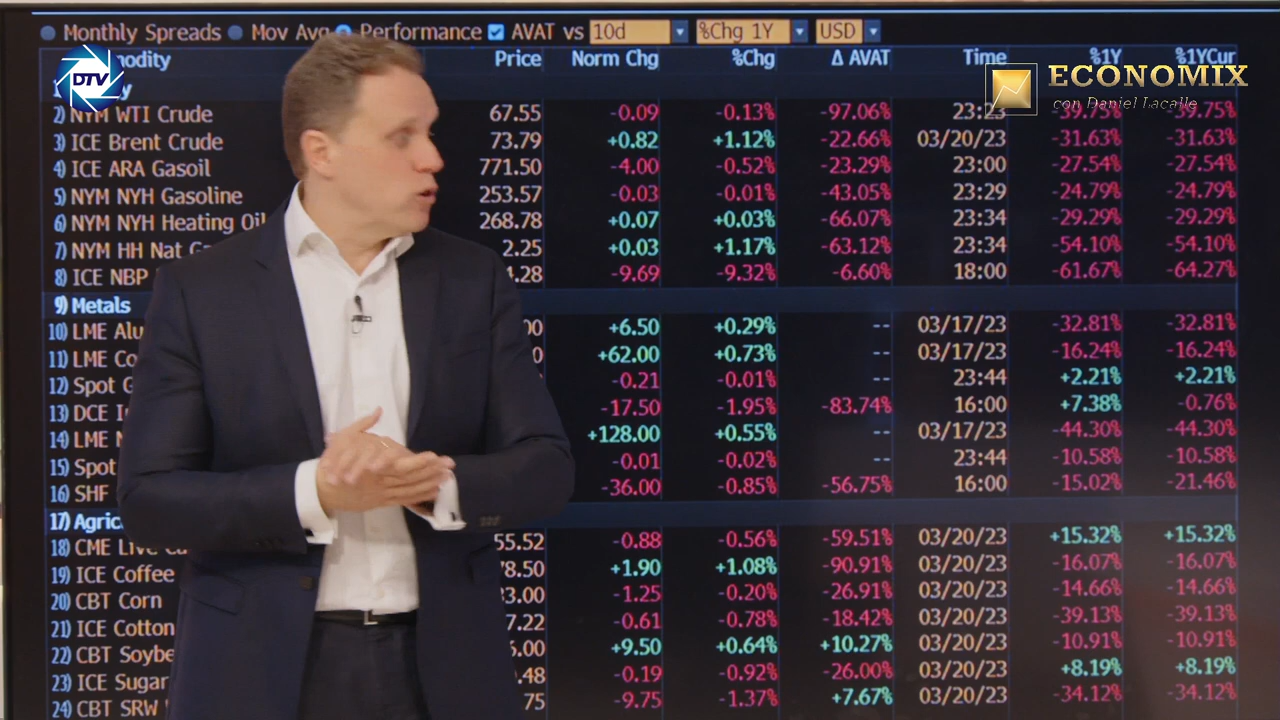 Monthly Spreads Mov Avg Performance AVAT vs 10d %Chg 1Y USD
Price Norm Chg %Chg Δ AVAT Time %1Y %1YCur
DTV
ECONOMIX
con Daniel Lacalle
2) NYM WTI Crude 67.55 -0.09 -0.13% -97.06% 23:23 -39.75% -39.75%
3) ICE Brent Crude 73.79 +0.82 +1.12% -22.66% 03/20/23 -31.63% -31.63%
4) ICE ARA Gasoil 771.50 -4.00 -0.52% -23.29% 23:00 -27.54% -27.54%
5) NYM NYH Gasoline 253.57 -0.03 -0.01% -43.05% 23:29 -24.79% -24.79%
6) NYM NYH Heating Oil 268.78 +0.07 +0.03% -66.07% 23:34 -29.29% -29.29%
7) NYM HH Nat 2.25 +0.03 +1.17% -63.12% 23:34 -54.10% -54.10%
8) ICE NBP .28 -9.69 -9.32% -6.60% 18:00 -61.67% -64.27%
9) Metals
10) LME Alu 00 +6.50 +0.29% -- 03/17/23 -32.81% -32.81%
11) LME Co 0 +62.00 +0.73% -- 03/17/23 -16.24% -16.24%
12) Spot G -0.21 -0.01% -- 23:44 +2.21% +2.21%
13) DCE -17.50 -1.95% -83.74% 16:00 +7.38% -0.76%
14) LME +128.00 +0.55% -- 03/17/23 -44.30% -44.30%
15) Spot -0.01 -0.02% -- 23:44 -10.58% -10.58%
16) SHF -36.00 -0.85% -56.75% 16:00 -15.02% -21.46%
17) Agric
18) CME Live 55.52 -0.88 -0.56% -59.51% 03/20/23 +15.32% +15.32%
19) ICE Coffee 8.50 +1.90 +1.08% -90.91% 03/20/23 -16.07% -16.07%
20) CBT Corn 3.00 -1.25 -0.20% -26.91% 03/20/23 -14.66% -14.66%
21) ICE Cotton 7.22 -0.61 -0.78% -18.42% 03/20/23 -39.13% -39.13%
22) CBT Soybe 6.00 +9.50 +0.64% +10.27% 03/20/23 -10.91% -10.91%
23) ICE Sugar .48 -0.19 -0.92% -26.00% 03/20/23 +8.19% +8.19%
24) CBT SRW 75 -9.75 -1.37% +7.67% 03/20/23 -34.12% -34.12%